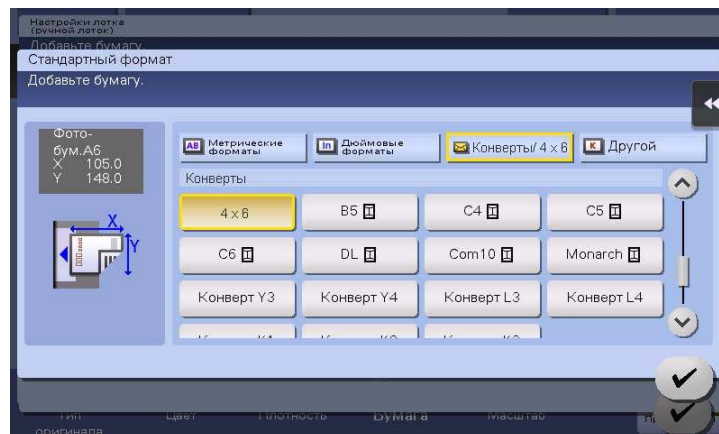 Настройки лотка
(ручной лоток)
Добавьте бумагу.
Стандартный формат
Добавьте бумагу.
Фото-
бум.A6
X 105.0
Y 148.0
X
Y
AB Метрические форматы
In Дюймовые форматы
Конверты/ 4 x 6
K Другой
Конверты
4 x 6
B5
C4
C5
C6
DL
Com10
Monarch
Конверт Y3
Конверт Y4
Конверт L3
Конверт L4
Тип оригинала
Цвет
Плотность
Бумага
Масштаб